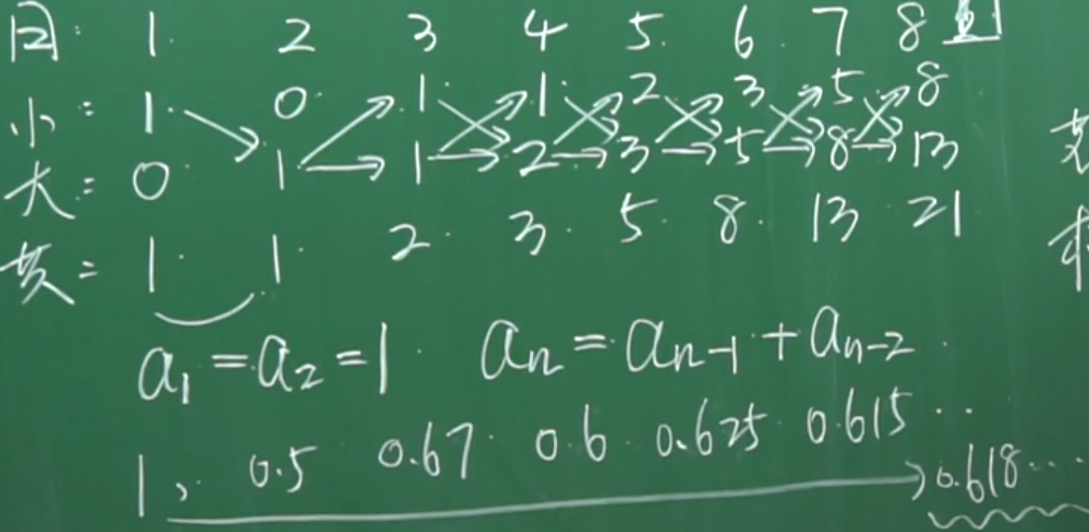 月: 1 2 3 4 5 6 7 8
小: 1 0 1 1 2 3 5 8
大: 0 1 1 2 3 5 8 13
共: 1 1 2 3 5 8 13 21
a₁ = a₂ = 1 aₙ = aₙ₋₁ + aₙ₋₂
1, 0.5 0.67 0.6 0.625 0.615 ... 0.618...